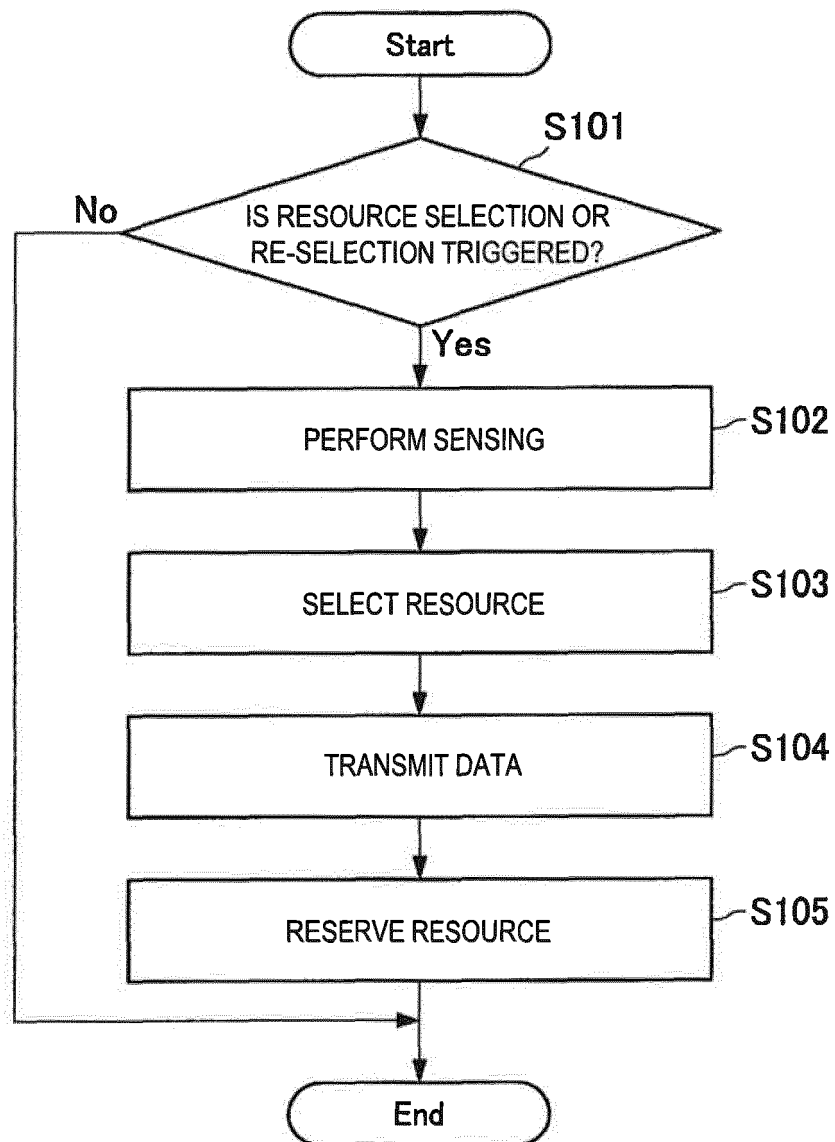 Start
S101
No
IS RESOURCE SELECTION OR
RE-SELECTION TRIGGERED?
Yes
PERFORM SENSING
S102
SELECT RESOURCE
S103
TRANSMIT DATA
S104
RESERVE RESOURCE
S105
End